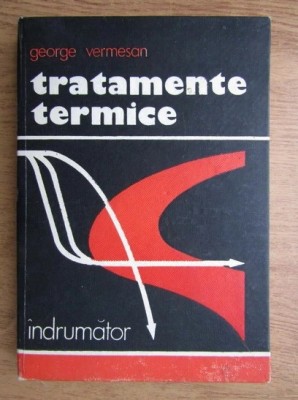 george vermesan
tratamente
termice
îndrumător